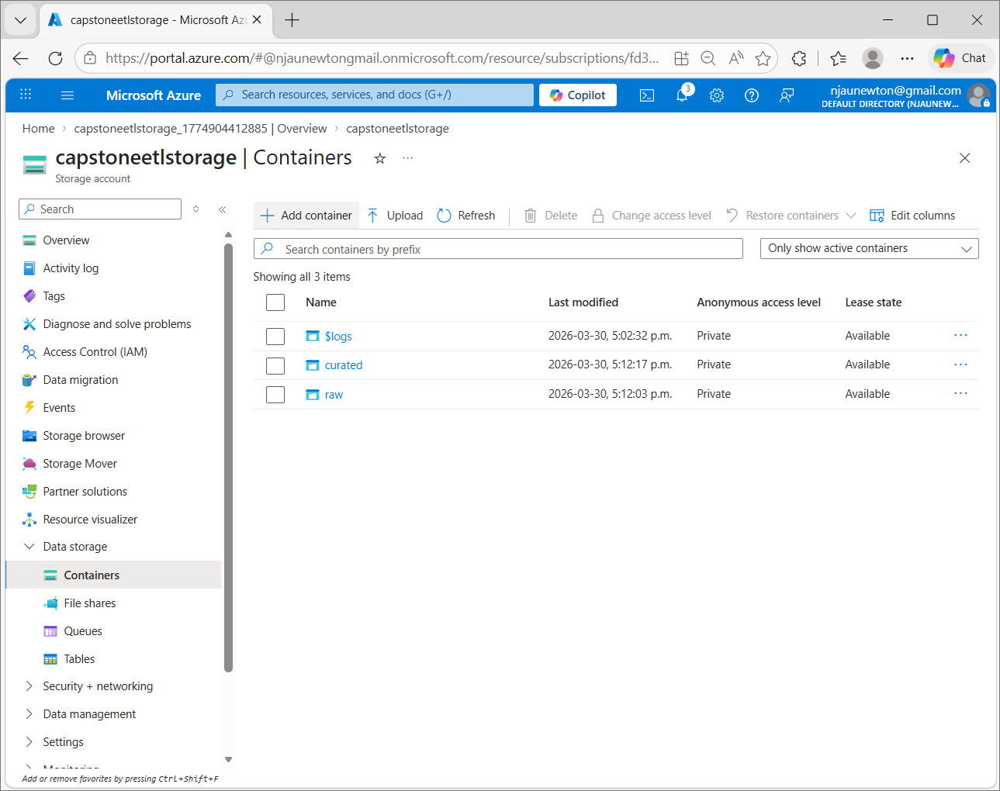 capstoneetlstorage - Microsoft Az
https://portal.azure.com/#@njaunewtongmail.onmicrosoft.com/resource/subscriptions/fd3...
Chat
Microsoft Azure
Search resources, services, and docs (G+/)
Copilot
3
njaunewton@gmail.com
DEFAULT DIRECTORY (NJAUNEW...
Home > capstoneetlstorage_1774904412885 | Overview > capstoneetlstorage
capstoneetlstorage | Containers
Storage account
Search
Add container
Upload
Refresh
Delete
Change access level
Restore containers
Edit columns
Search containers by prefix
Only show active containers
Showing all 3 items
Name Last modified Anonymous access level Lease state
$logs 2026-03-30, 5:02:32 p.m. Private Available
curated 2026-03-30, 5:12:17 p.m. Private Available
raw 2026-03-30, 5:12:03 p.m. Private Available
Overview
Activity log
Tags
Diagnose and solve problems
Access Control (IAM)
Data migration
Events
Storage browser
Storage Mover
Partner solutions
Resource visualizer
Data storage
Containers
File shares
Queues
Tables
Security + networking
Data management
Settings
Monitoring
Add or remove favorites by pressing Ctrl+Shift+F